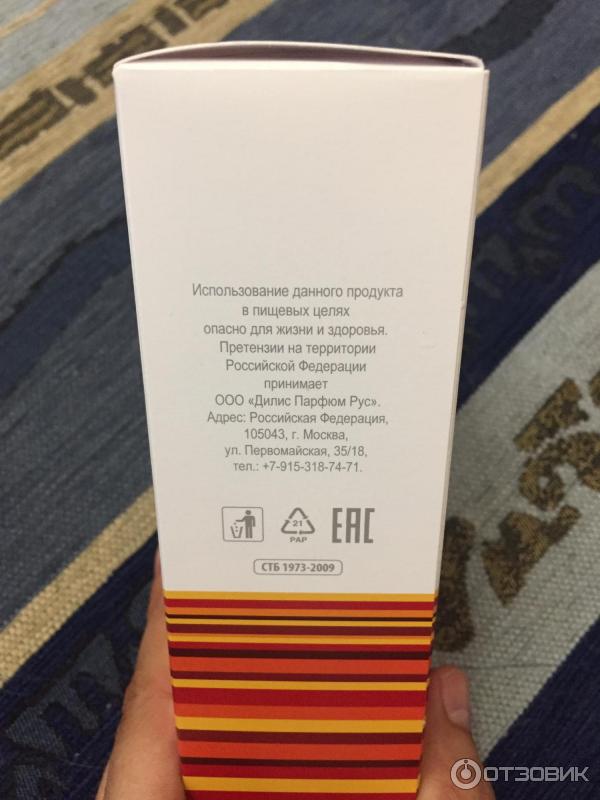 Использование данного продукта
в пищевых целях
опасно для жизни и здоровья.
Претензии на территории
Российской Федерации
принимает
ООО «Дилис Парфюм Рус».
Адрес: Российская Федерация,
105043, г. Москва,
ул. Первомайская, 35/18,
тел.: +7-915-318-74-71.
21
PAP
EAC
СТБ 1973-2009
ОТЗОВИК